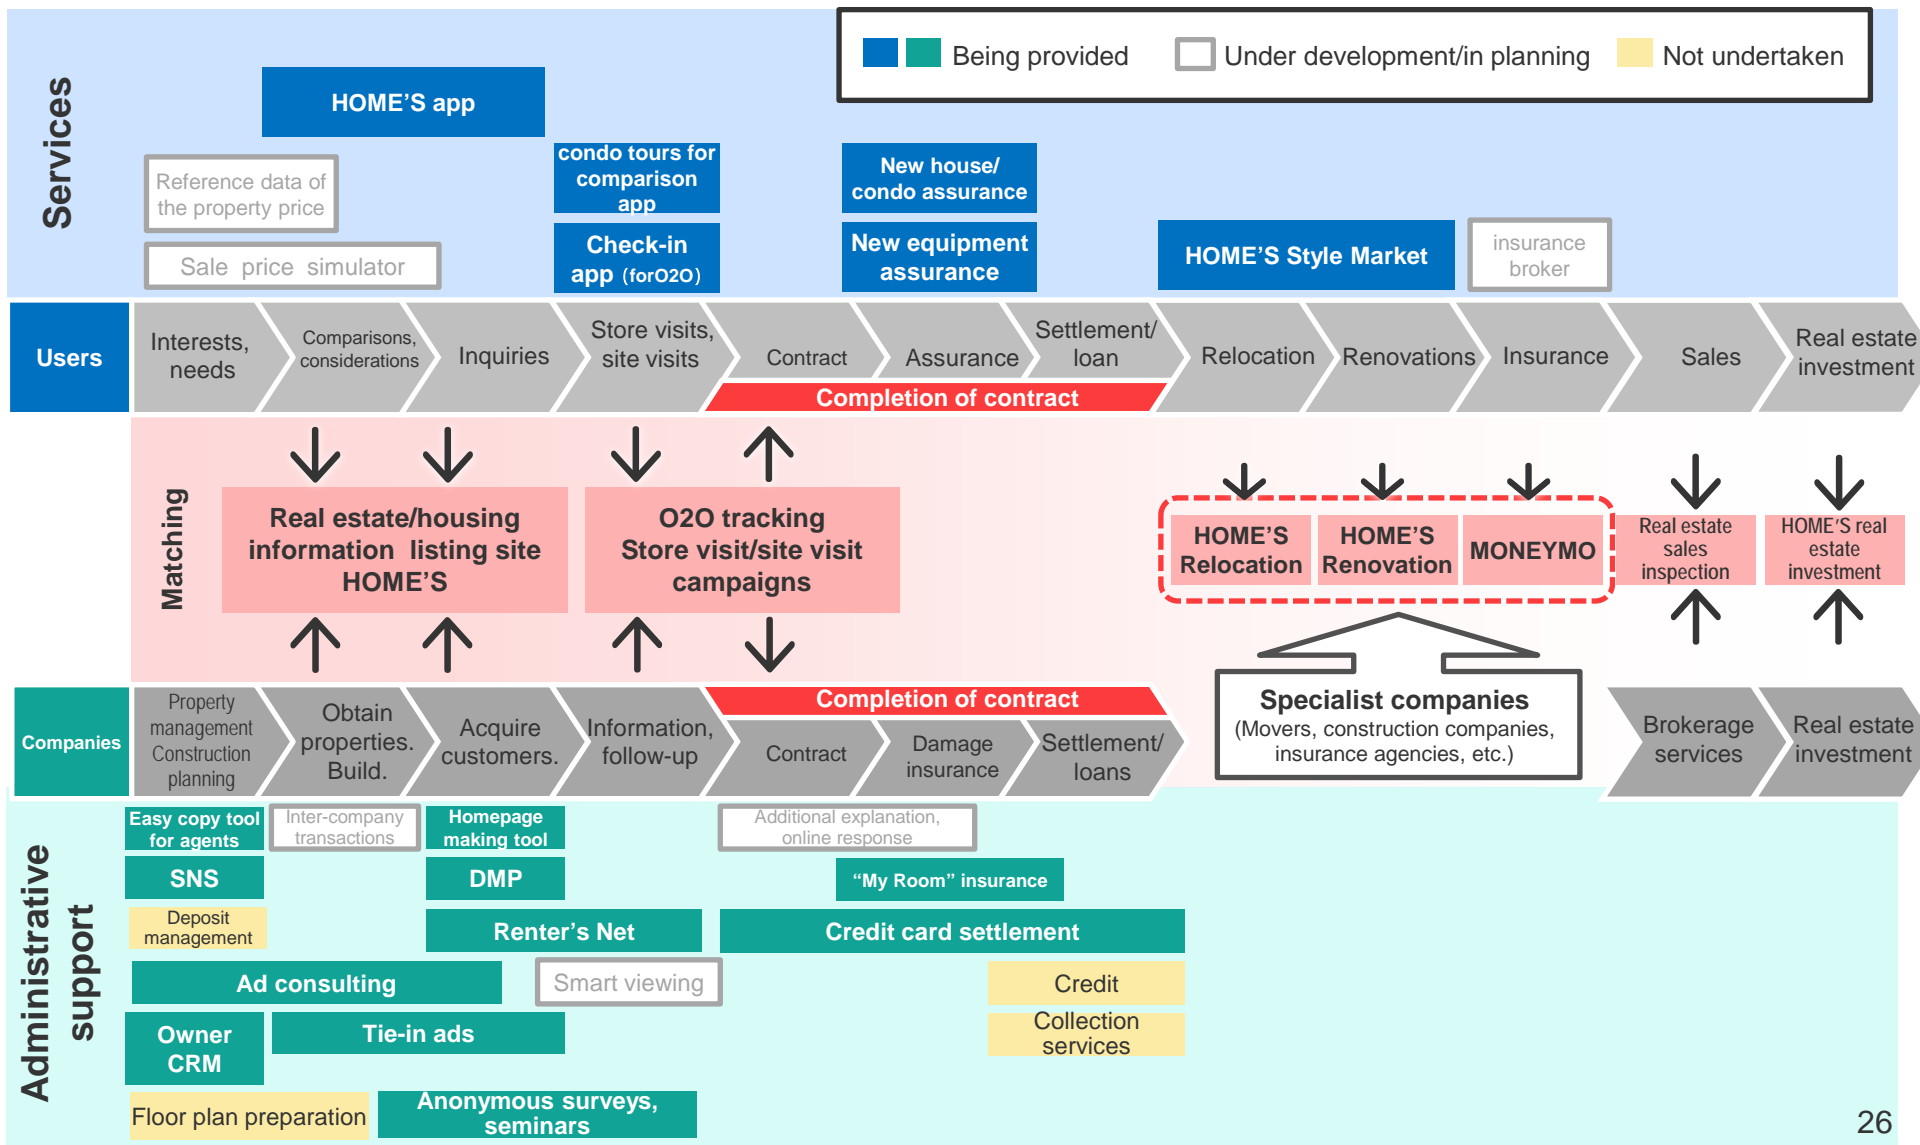 Being provided
Under development/in planning
Not undertaken
Services
HOME'S app
condo tours for
comparison
app
New house/
condo assurance
Reference data of
the property price
Check-in
app (forO2O)
New equipment
assurance
HOME'S Style Market
insurance
broker
Sale price simulator
Users
Interests,
needs
Comparisons,
considerations
Inquiries
Store visits,
site visits
Contract
Assurance
Settlement/
loan
Relocation
Renovations
Insurance
Sales
Real estate
investment
Completion of contract
Matching
Real estate/housing
information listing site
HOME'S
O2O tracking
Store visit/site visit
campaigns
HOME'S
Relocation
HOME'S
Renovation
MONEYMO
Real estate
sales
inspection
HOME'S real
estate
investment
Specialist companies
(Movers, construction companies,
insurance agencies, etc.)
Companies
Property
management
Construction
planning
Obtain
properties.
Build.
Acquire
customers.
Information,
follow-up
Completion of contract
Contract
Damage
insurance
Settlement/
loans
Brokerage
services
Real estate
investment
Administrative
support
Easy copy tool
for agents
Inter-company
transactions
Homepage
making tool
Additional explanation,
online response
SNS
DMP
“My Room” insurance
Deposit
management
Renter's Net
Credit card settlement
Ad consulting
Smart viewing
Credit
Owner
CRM
Tie-in ads
Collection
services
Floor plan preparation
Anonymous surveys,
seminars
26